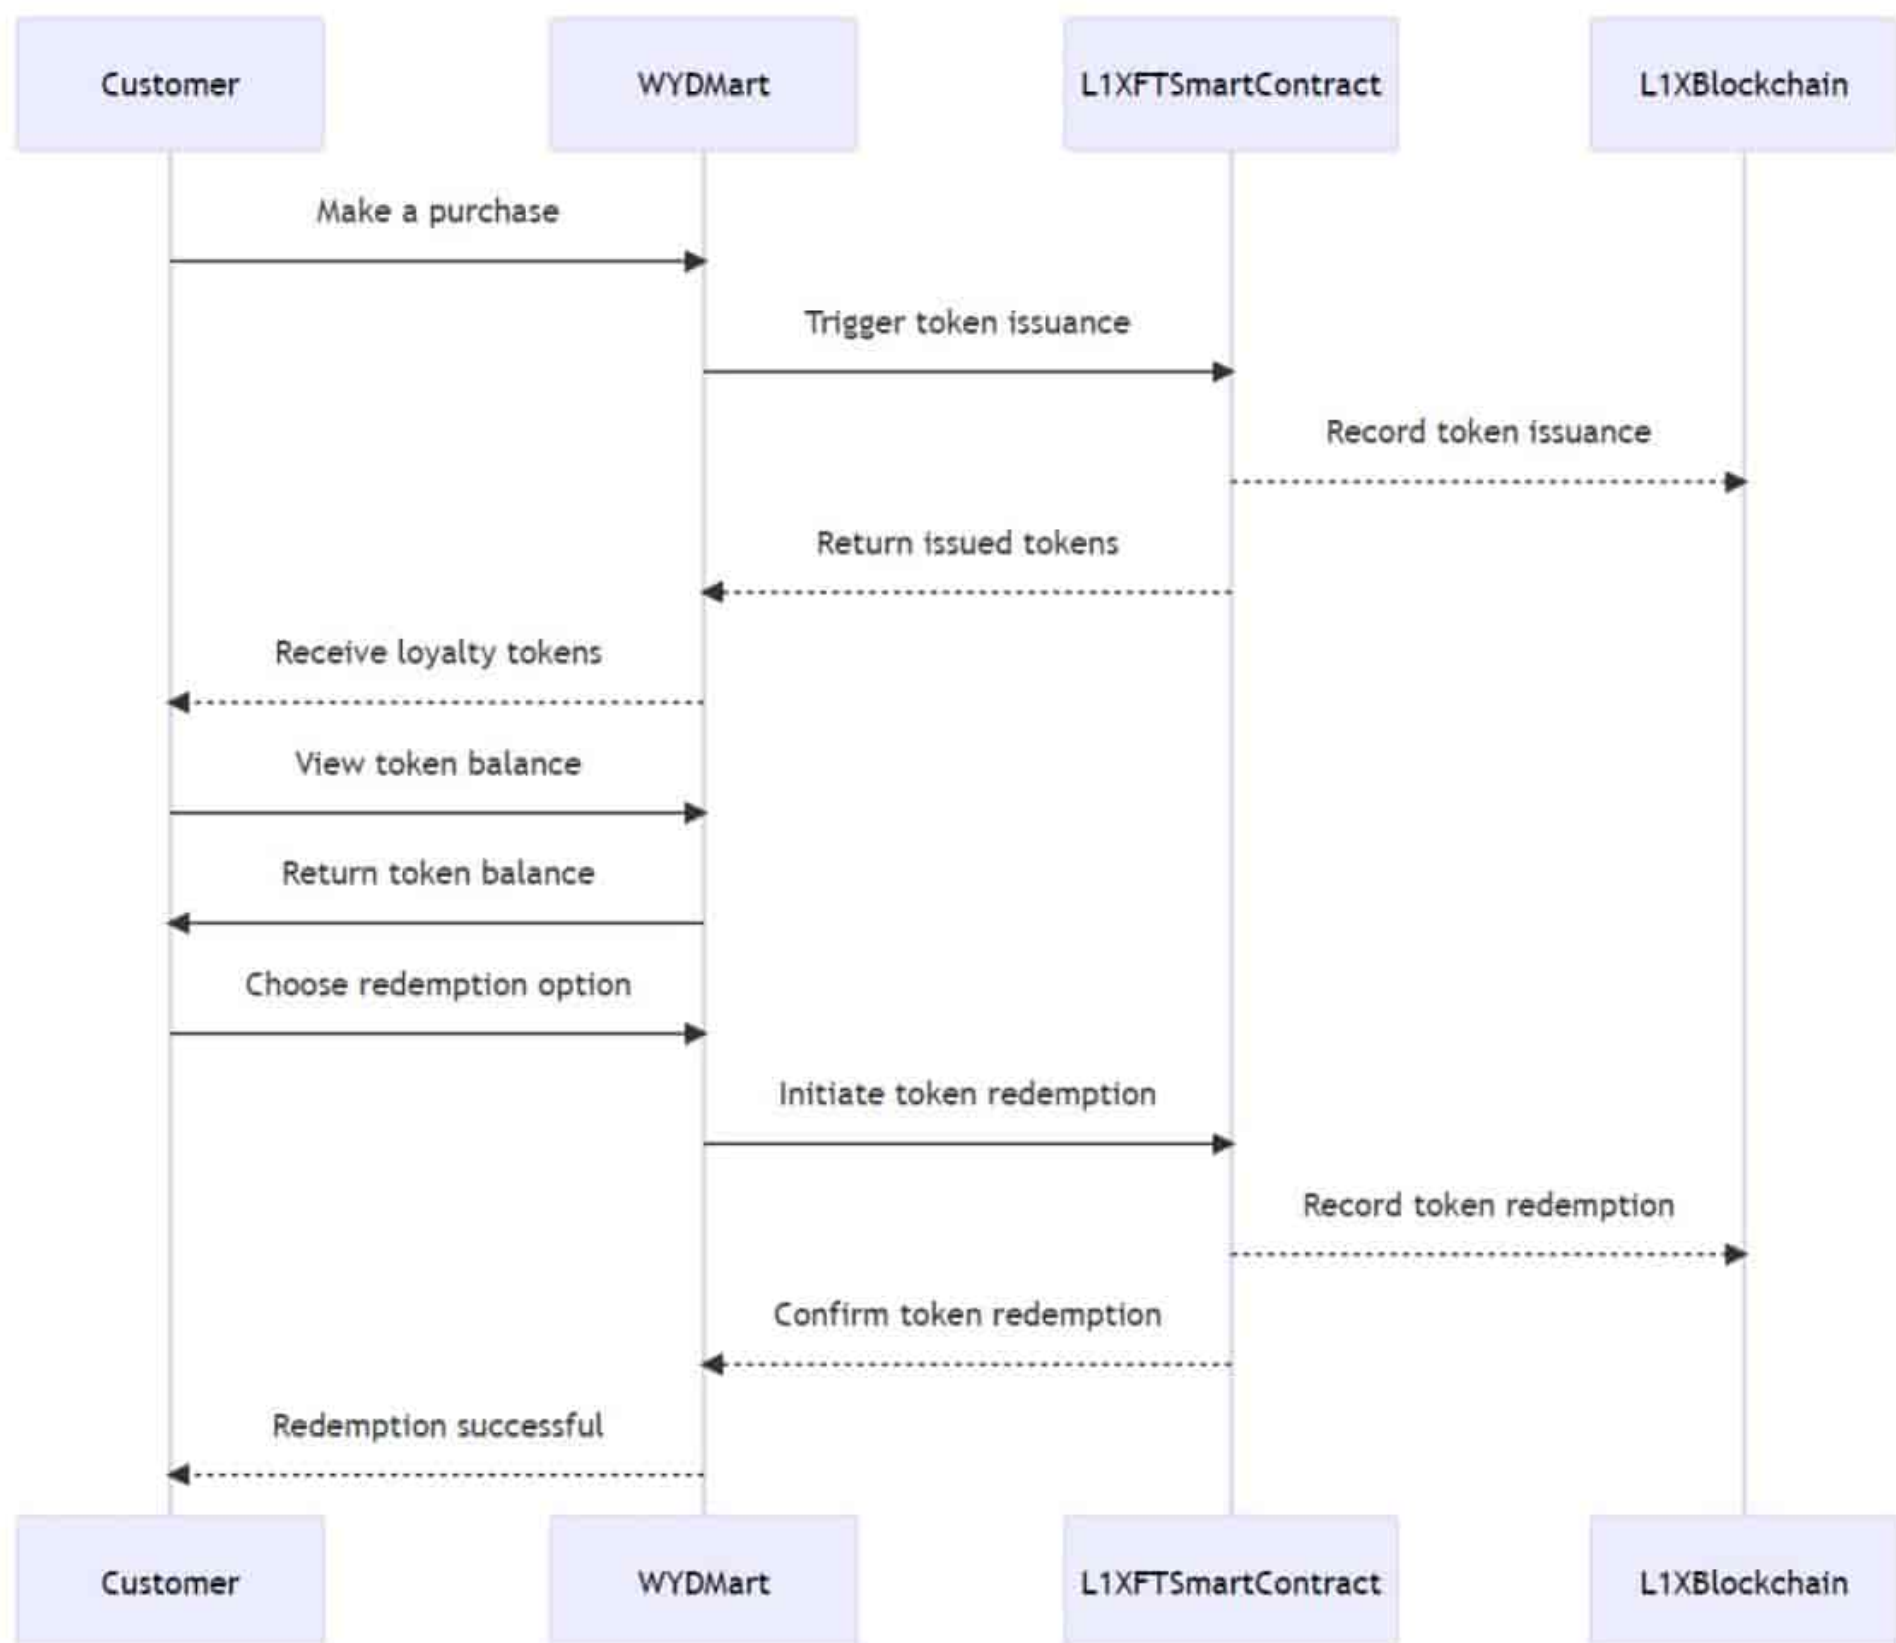 Customer
WYDMart
L1XFTSmartContract
L1XBlockchain
Make a purchase
Trigger token issuance
Record token issuance
Return issued tokens
Receive loyalty tokens
View token balance
Return token balance
Choose redemption option
Initiate token redemption
Record token redemption
Confirm token redemption
Redemption successful
Customer
WYDMart
L1XFTSmartContract
L1XBlockchain